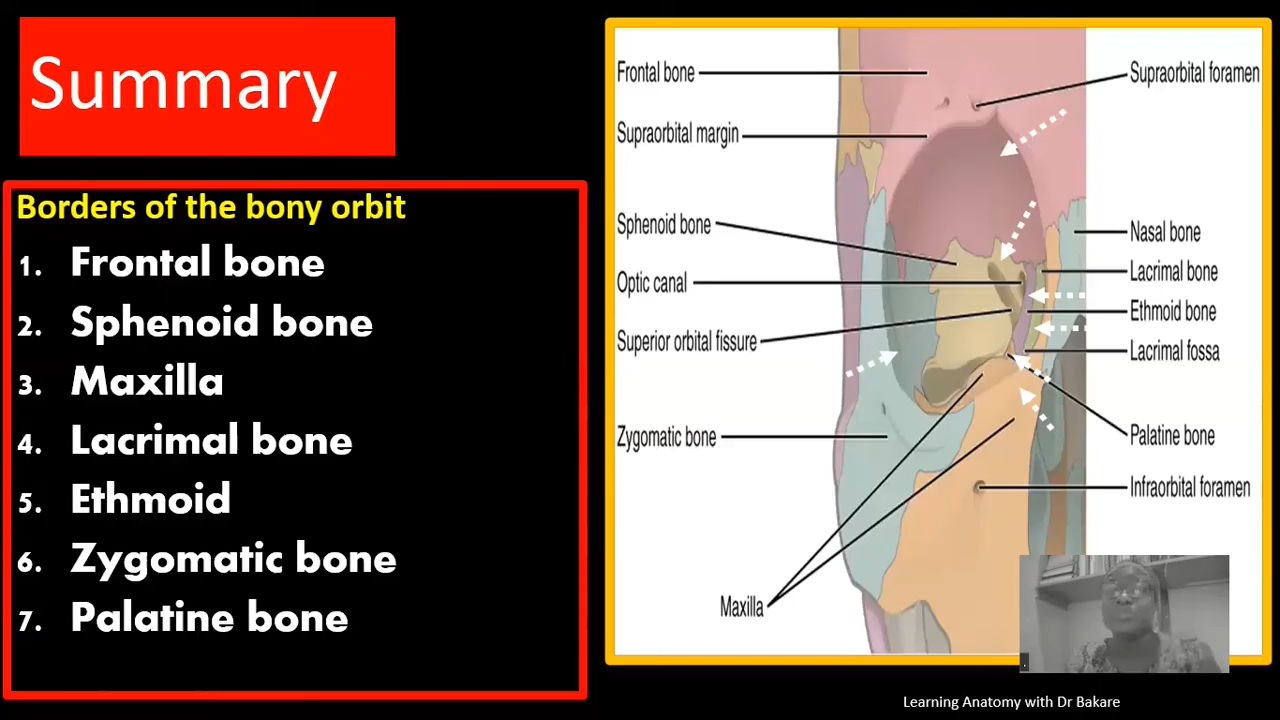 Summary
Borders of the bony orbit
1. Frontal bone
2. Sphenoid bone
3. Maxilla
4. Lacrimal bone
5. Ethmoid
6. Zygomatic bone
7. Palatine bone
Frontal bone
Supraorbital margin
Sphenoid bone
Optic canal
Superior orbital fissure
Zygomatic bone
Maxilla
Supraorbital foramen
Nasal bone
Lacrimal bone
Ethmoid bone
Lacrimal fossa
Palatine bone
Infraorbital foramen
Learning Anatomy with Dr Bakare